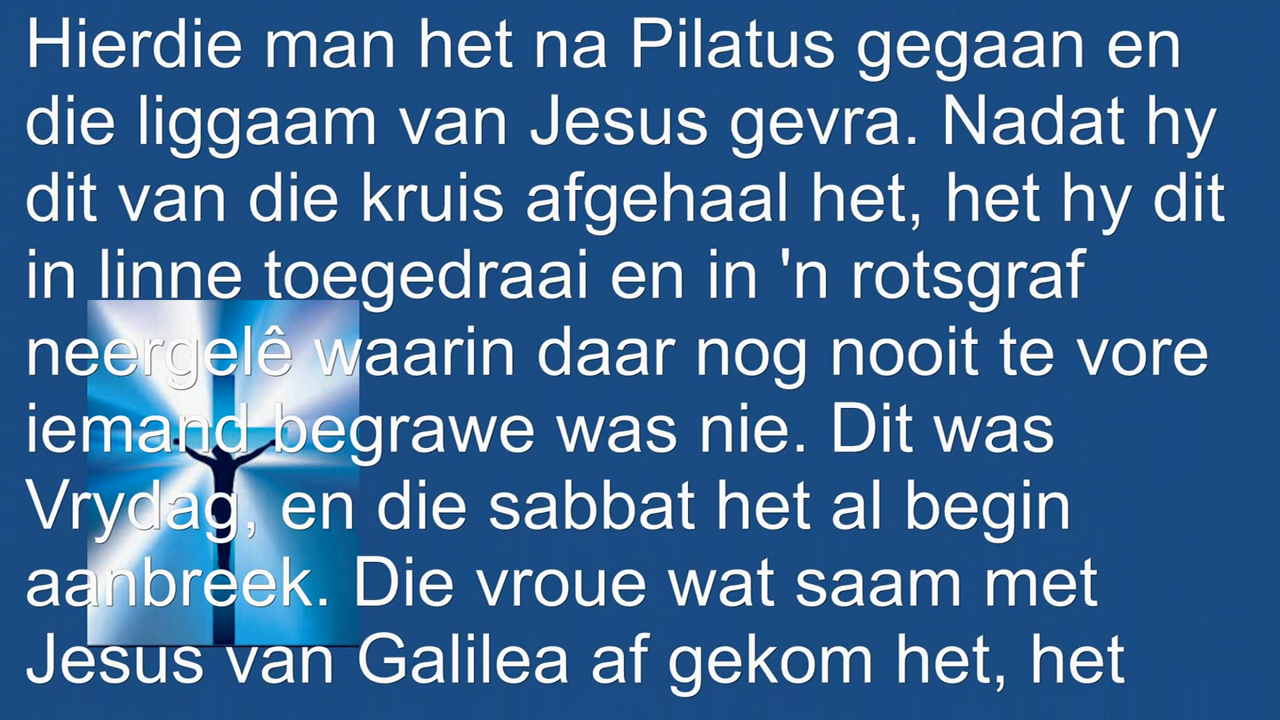 Hierdie man het na Pilatus gegaan en
die liggaam van Jesus gevra. Nadat hy
dit van die kruis afgehaal het, het hy dit
in linne toegedraai en in 'n rotsgraf
neergelê waarin daar nog nooit te vore
iemand begrawe was nie. Dit was
Vrydag, en die sabbat het al begin
aanbreek. Die vroue wat saam met
Jesus van Galilea af gekom het, het